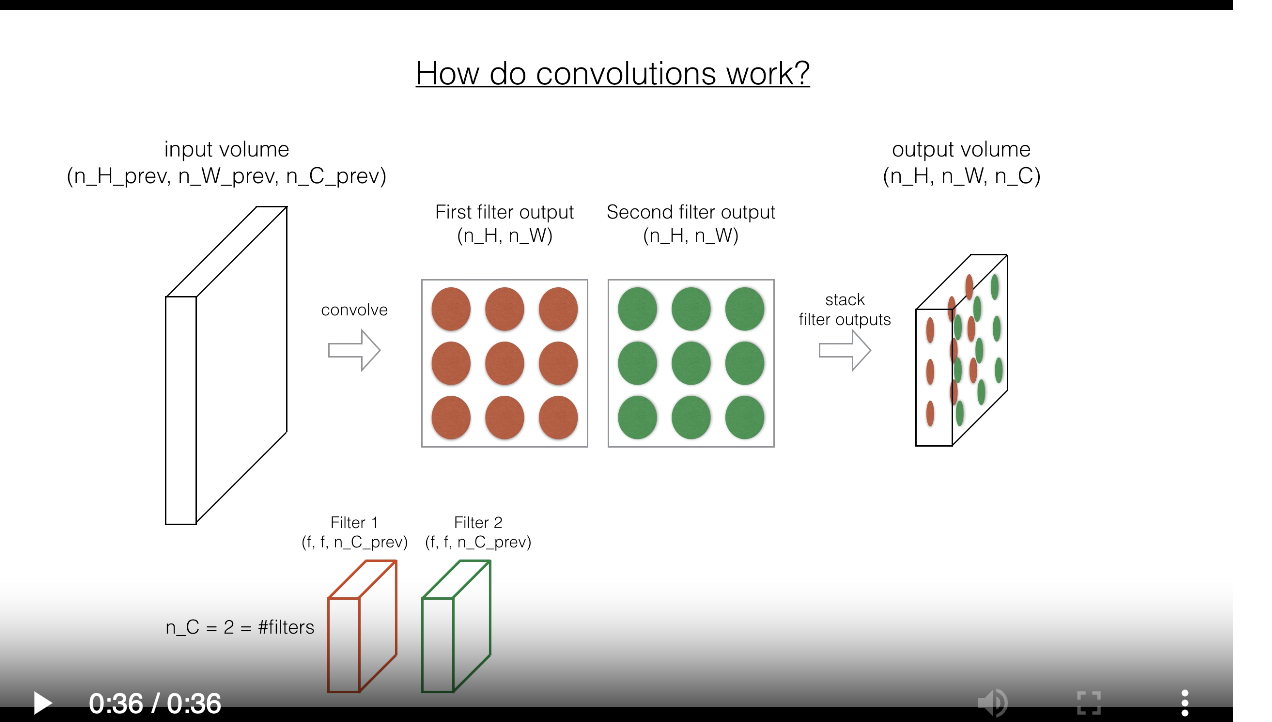 How do convolutions work?
input volume
(n_H_prev, n_W_prev, n_C_prev)
output volume
(n_H, n_W, n_C)
First filter output
(n_H, n_W)
Second filter output
(n_H, n_W)
convolve
stack
filter outputs
Filter 1
(f, f, n_C_prev)
Filter 2
(f, f, n_C_prev)
n_C = 2 = #filters
0:36 / 0:36